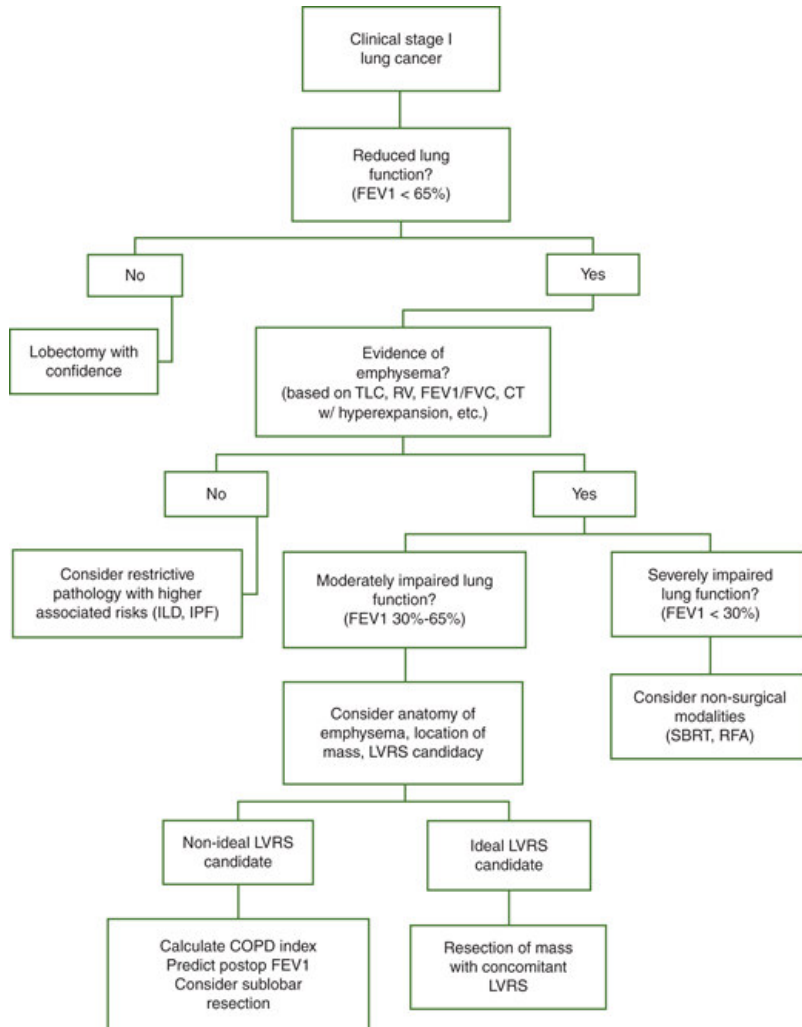 Clinical stage I
lung cancer
Reduced lung
function?
(FEV1 < 65%)
No
Yes
Lobectomy with
confidence
Evidence of
emphysema?
(based on TLC, RV, FEV1/FVC, CT
w/ hyperexpansion, etc.)
No
Yes
Consider restrictive
pathology with higher
associated risks (ILD, IPF)
Moderately impaired lung
function?
(FEV1 30%-65%)
Severely impaired
lung function?
(FEV1 < 30%)
Consider anatomy of
emphysema, location of
mass, LVRS candidacy
Consider non-surgical
modalities
(SBRT, RFA)
Non-ideal LVRS
candidate
Ideal LVRS
candidate
Calculate COPD index
Predict postop FEV1
Consider sublobar
resection
Resection of mass
with concomitant
LVRS